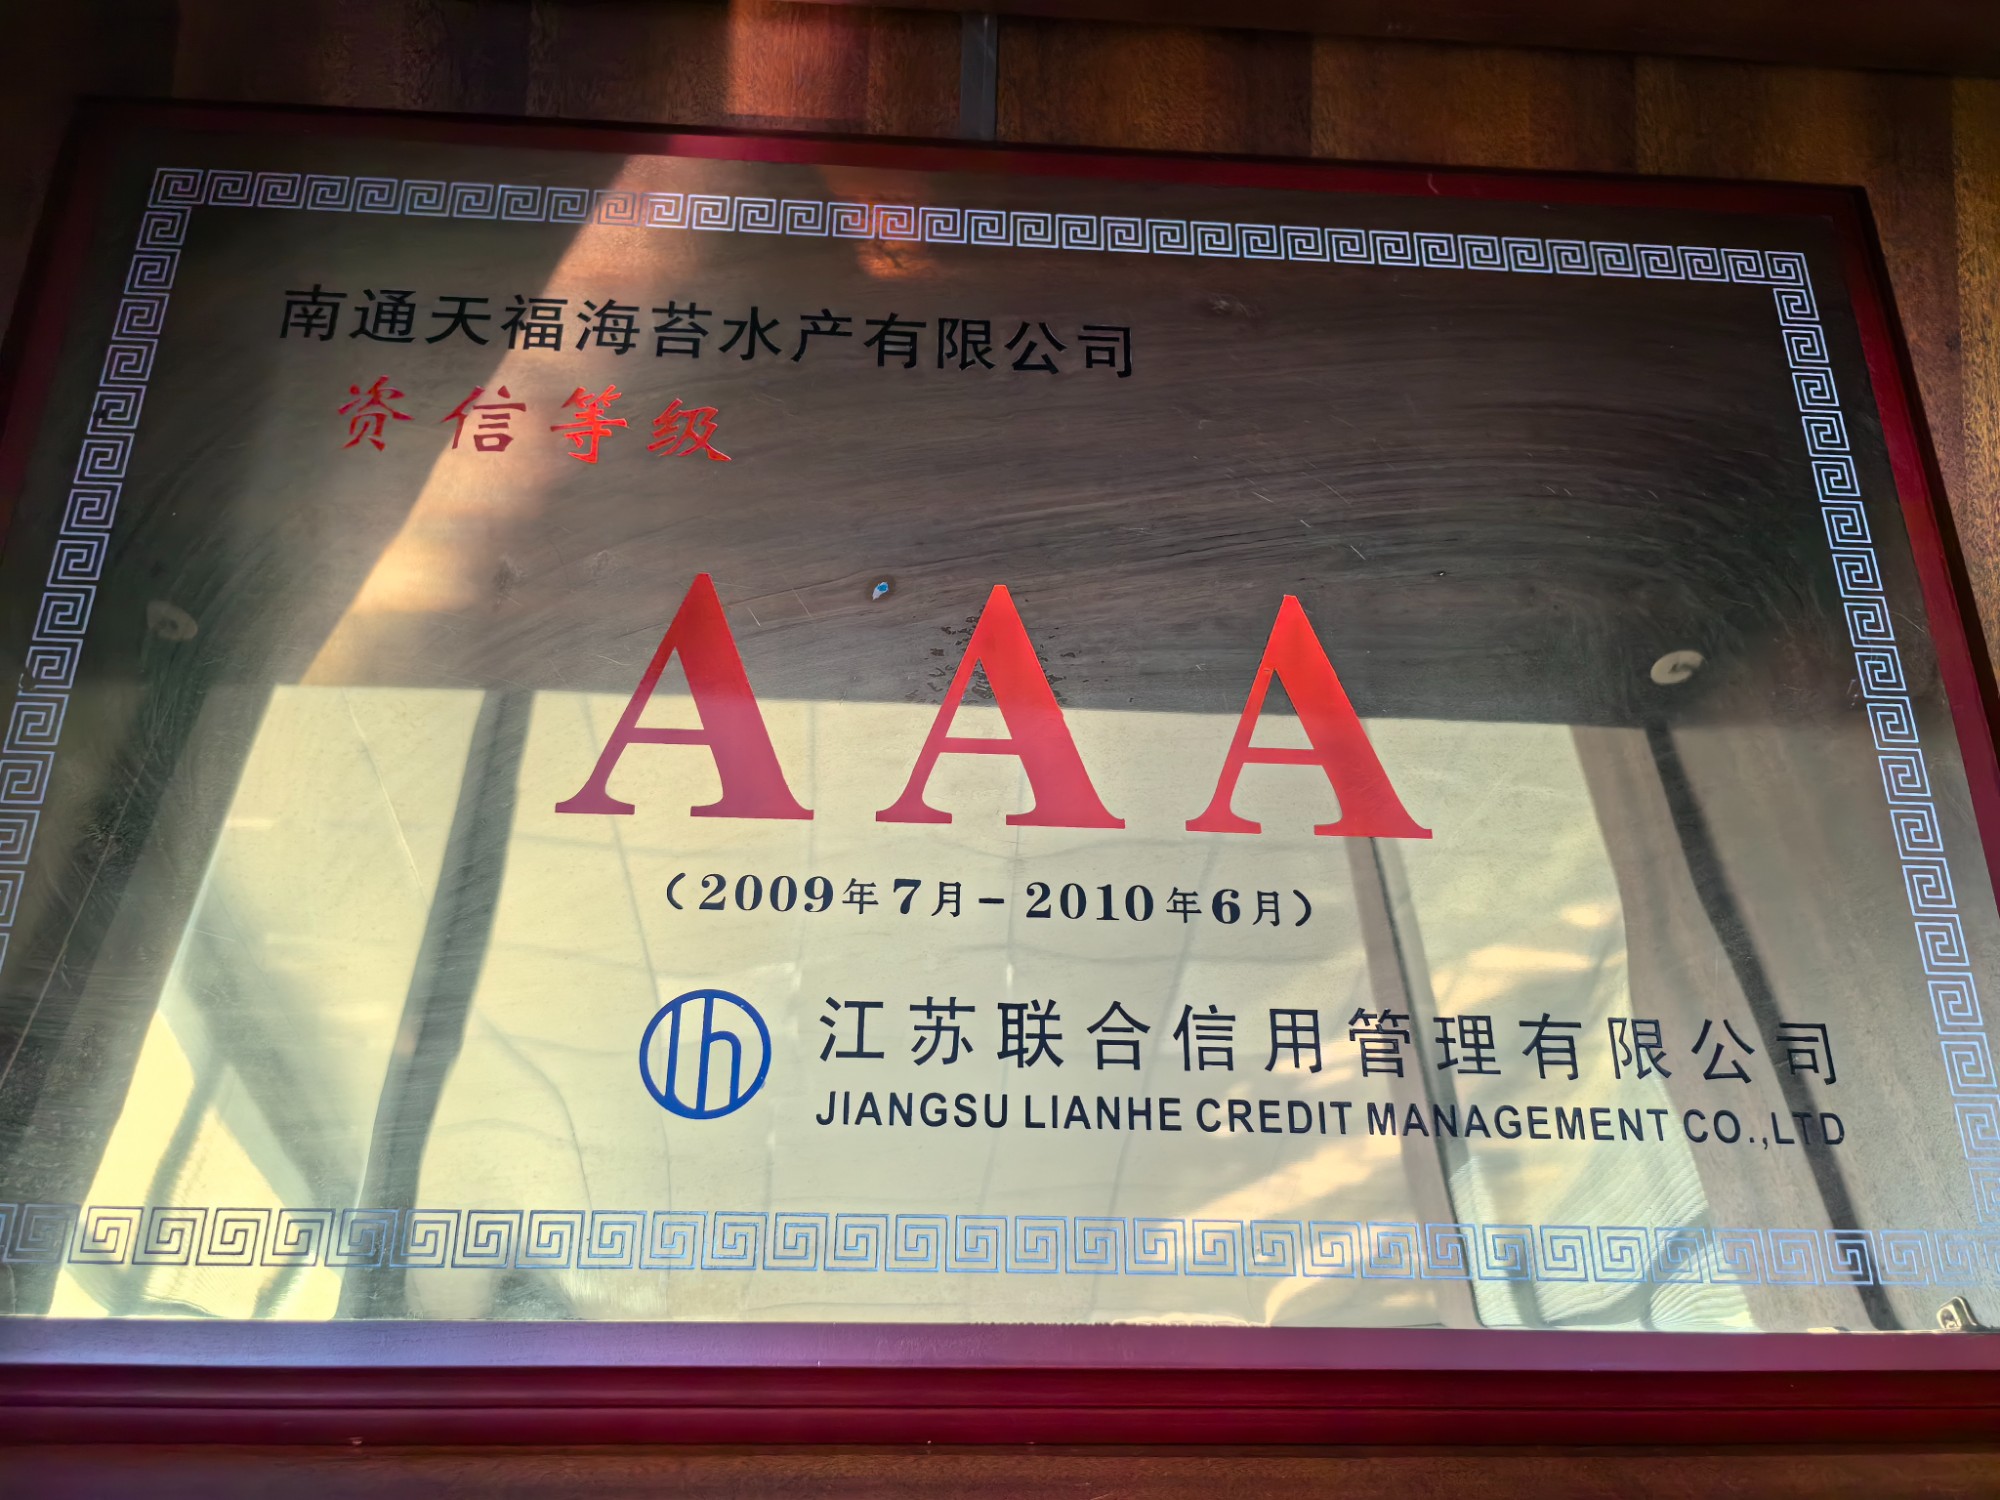 南通天福海苔水产有限公司
资信等级
AAA
（2009年7月－2010年6月）
lh
江苏联合信用管理有限公司
JIANGSU LIANHE CREDIT MANAGEMENT CO.,LTD